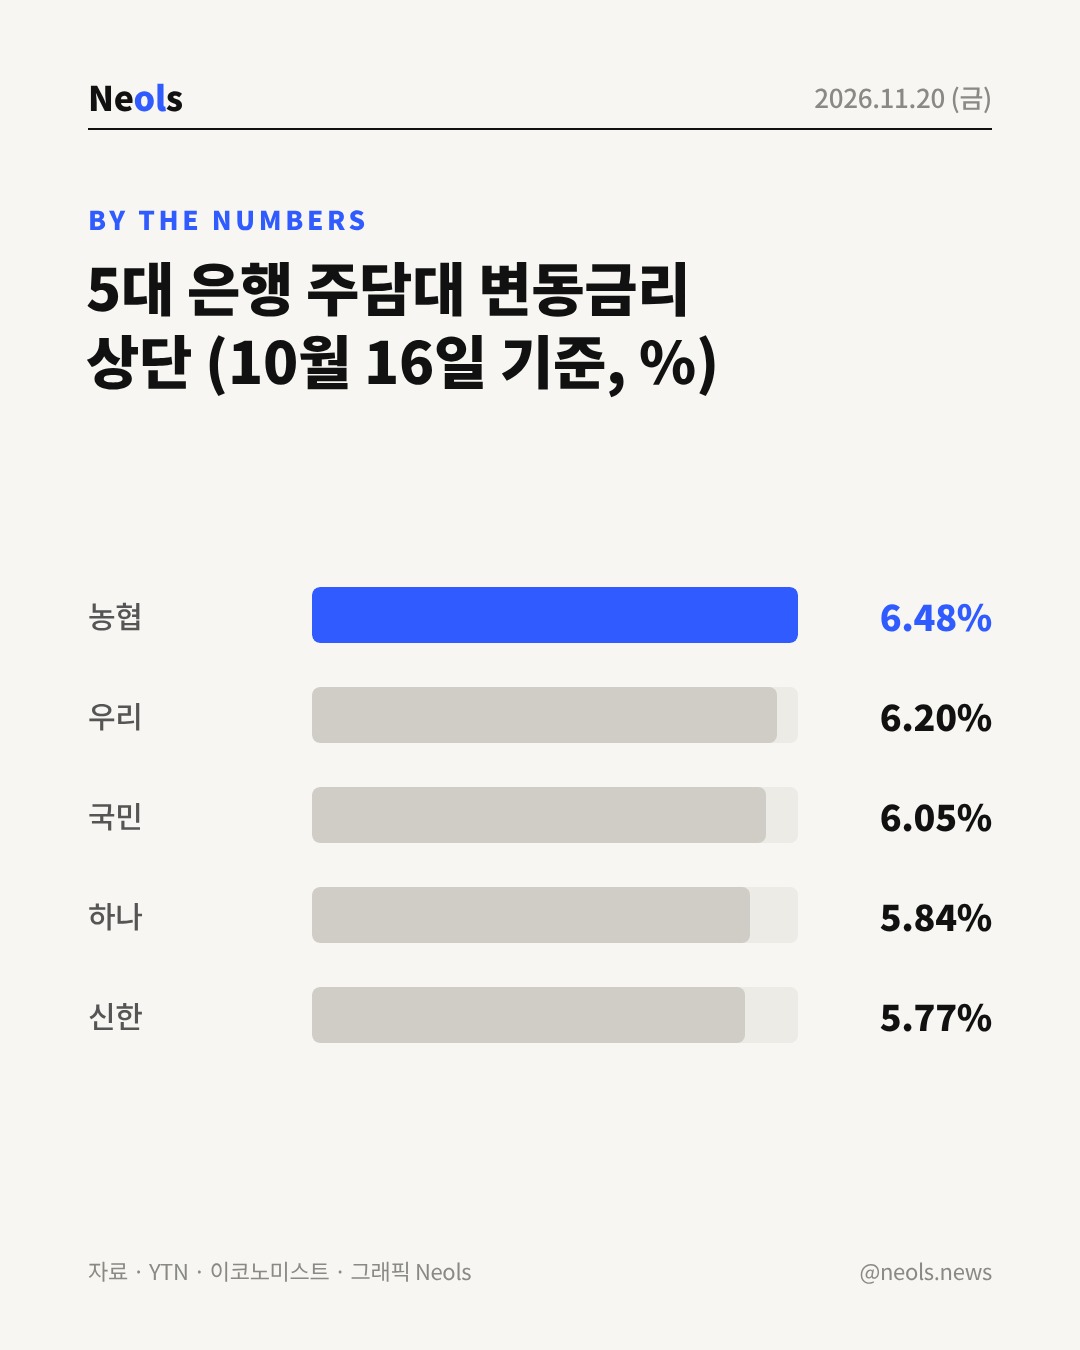 Neols
2026.11.20 (금)
BY THE NUMBERS
5대 은행 주담대 변동금리
상단 (10월 16일 기준, %)
농협 6.48%
우리 6.20%
국민 6.05%
하나 5.84%
신한 5.77%
자료 · YTN · 이코노미스트 · 그래픽 Neols
@neols.news